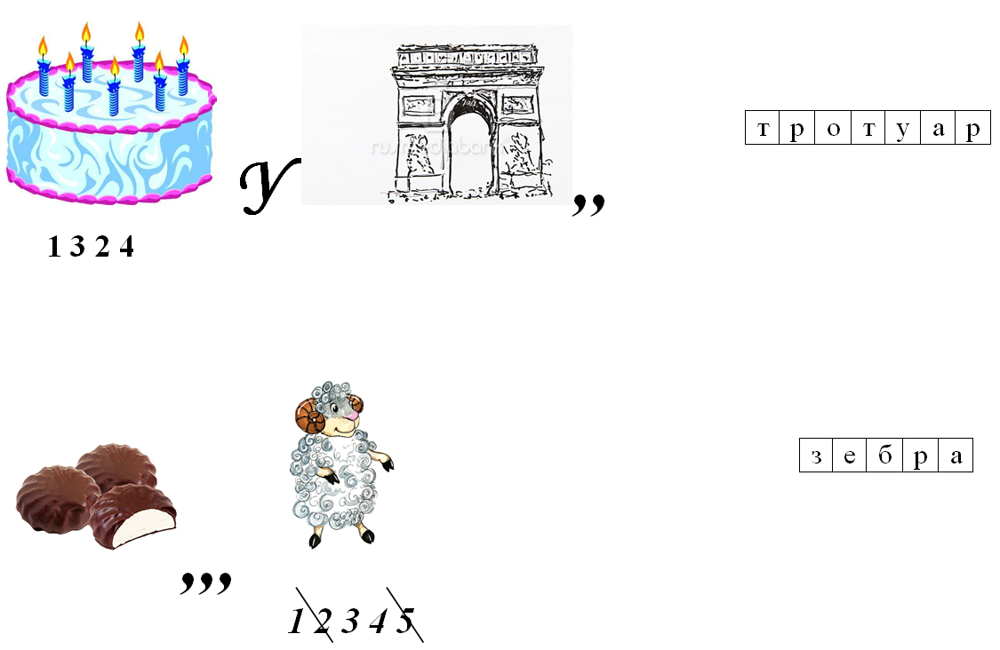 т р о т у а р
У ,,
1 3 2 4
з е б р а
,,,
1 2 3 4 5